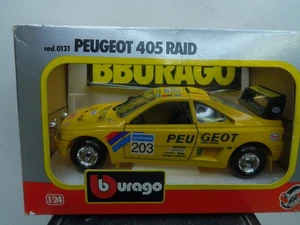 cod. 0131 PEUGEOT 405 RAID
BBURAGO
PEUGEOT
203
1/24
burago